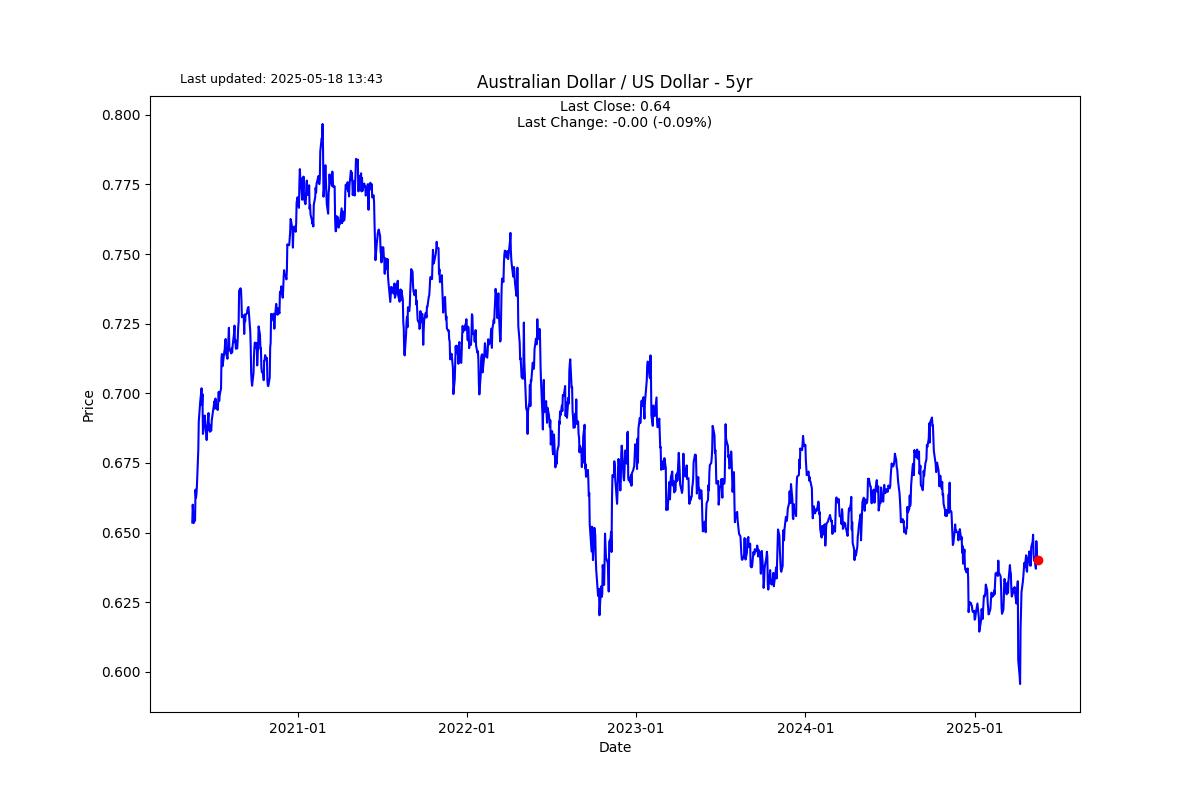 Last updated: 2025-05-18 13:43
Australian Dollar / US Dollar - 5yr
Last Close: 0.64
Last Change: -0.00 (-0.09%)
0.800
0.775
0.750
0.725
0.700
0.675
0.650
0.625
0.600
Price
2021-01
2022-01
2023-01
2024-01
2025-01
Date